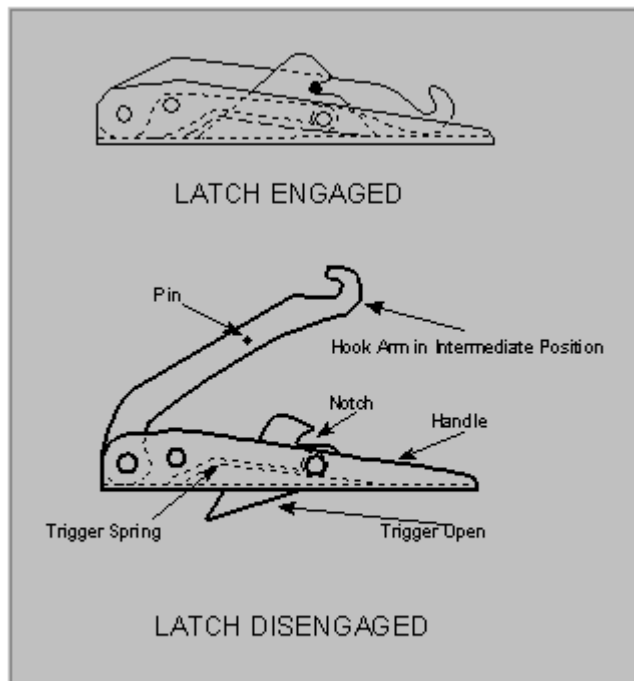 LATCH ENGAGED
Pin
Hook Arm in Intermediate Position
Notch
Handle
Trigger Spring
Trigger Open
LATCH DISENGAGED